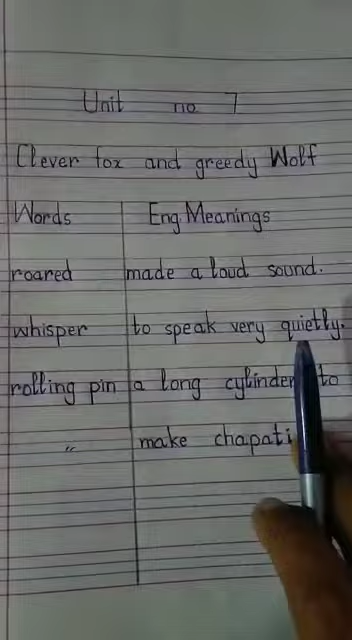 Unit no 7
Clever fox and greedy Wolf
Words Eng.Meanings
roared made a loud sound.
whisper to speak very quietly.
rolling pin a long cylinder to
〃 make chapati